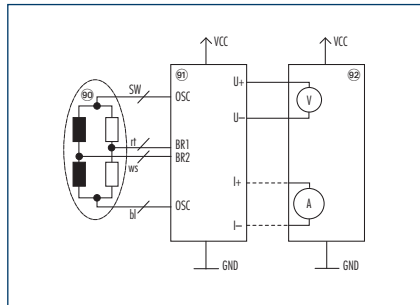 VCC
VCC
90
SW
91
OSC
U+
V
92
U–
rt
BR1
BR2
ws
I+
A
OSC
bl
I–
GND
GND